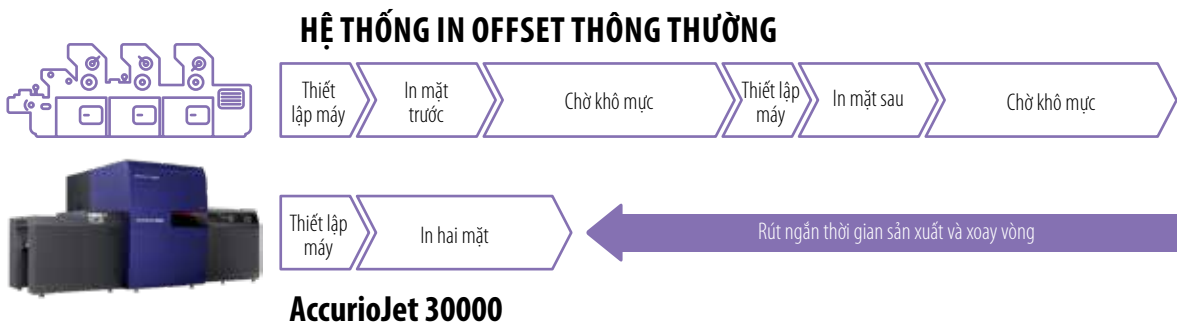 HỆ THỐNG IN OFFSET THÔNG THƯỜNG
Thiết
lập máy
In mặt
trước
Chờ khô mực
Thiết lập
máy
In mặt sau
Chờ khô mực
Thiết lập
máy
In hai mặt
Rút ngắn thời gian sản xuất và xoay vòng
AccurioJet 30000